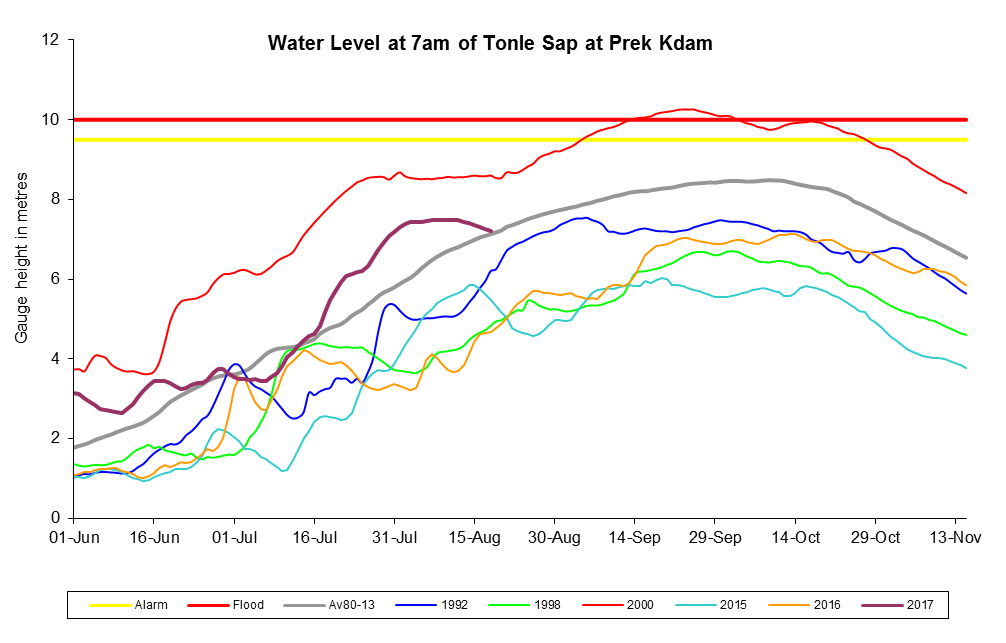 Water Level at 7am of Tonle Sap at Prek Kdam
Gauge height in metres
12
10
8
6
4
2
0
01-Jun 16-Jun 01-Jul 16-Jul 31-Jul 15-Aug 30-Aug 14-Sep 29-Sep 14-Oct 29-Oct 13-Nov
Alarm Flood Av80-13 1992 1998 2000 2015 2016 2017